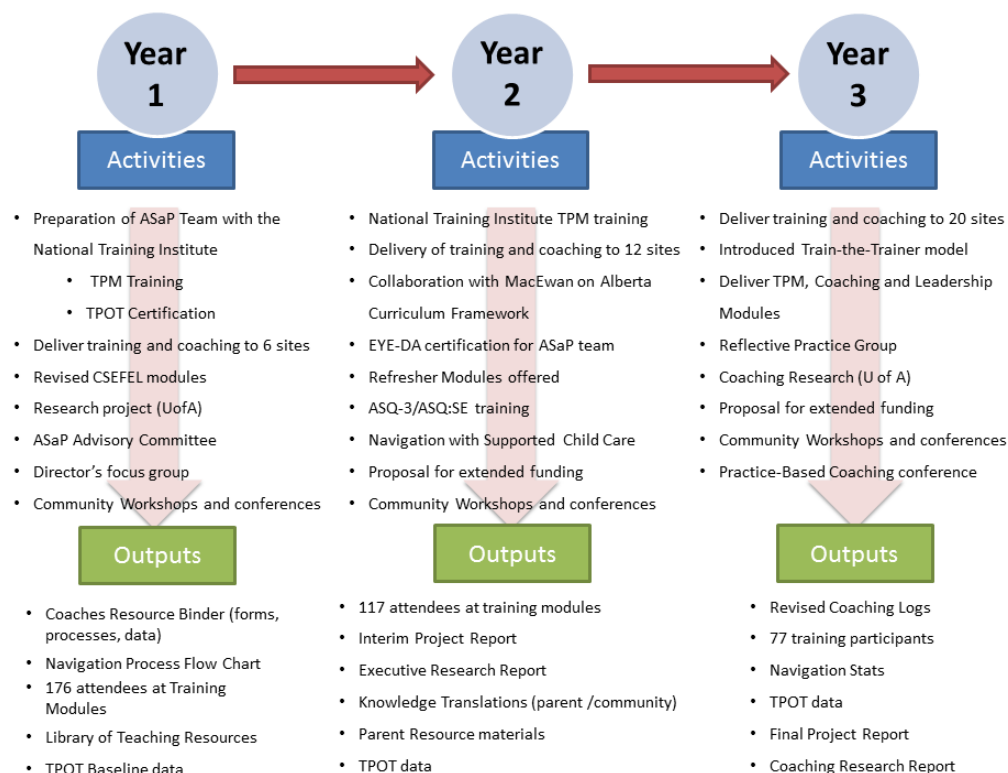 Year
1
Year
2
Year
3
Activities
• Preparation of ASaP Team with the
National Training Institute
• TPM Training
• TPOT Certification
• Deliver training and coaching to 6 sites
• Revised CSEFEL modules
• Research project (UofA)
• ASaP Advisory Committee
• Director's focus group
• Community Workshops and conferences
Activities
• National Training Institute TPM training
• Delivery of training and coaching to 12 sites
• Collaboration with MacEwan on Alberta
Curriculum Framework
• EYE-DA certification for ASaP team
• Refresher Modules offered
• ASQ-3/ASQ:SE training
• Navigation with Supported Child Care
• Proposal for extended funding
• Community Workshops and conferences
Activities
• Deliver training and coaching to 20 sites
• Introduced Train-the-Trainer model
• Deliver TPM, Coaching and Leadership
Modules
• Reflective Practice Group
• Coaching Research (U of A)
• Proposal for extended funding
• Community Workshops and conferences
• Practice-Based Coaching conference
Outputs
• Coaches Resource Binder (forms,
processes, data)
• Navigation Process Flow Chart
• 176 attendees at Training
Modules
• Library of Teaching Resources
• TPOT Baseline data
Outputs
• 117 attendees at training modules
• Interim Project Report
• Executive Research Report
• Knowledge Translations (parent /community)
• Parent Resource materials
• TPOT data
Outputs
• Revised Coaching Logs
• 77 training participants
• Navigation Stats
• TPOT data
• Final Project Report
• Coaching Research Report